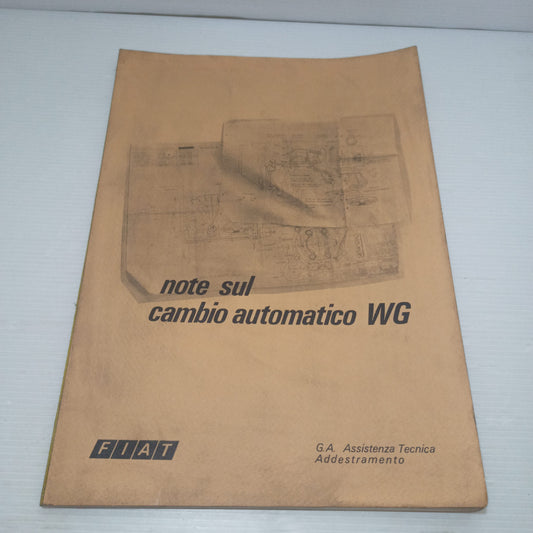 note sul
cambio automatico WG
FIAT
G.A. Assistenza Tecnica
Addestramento